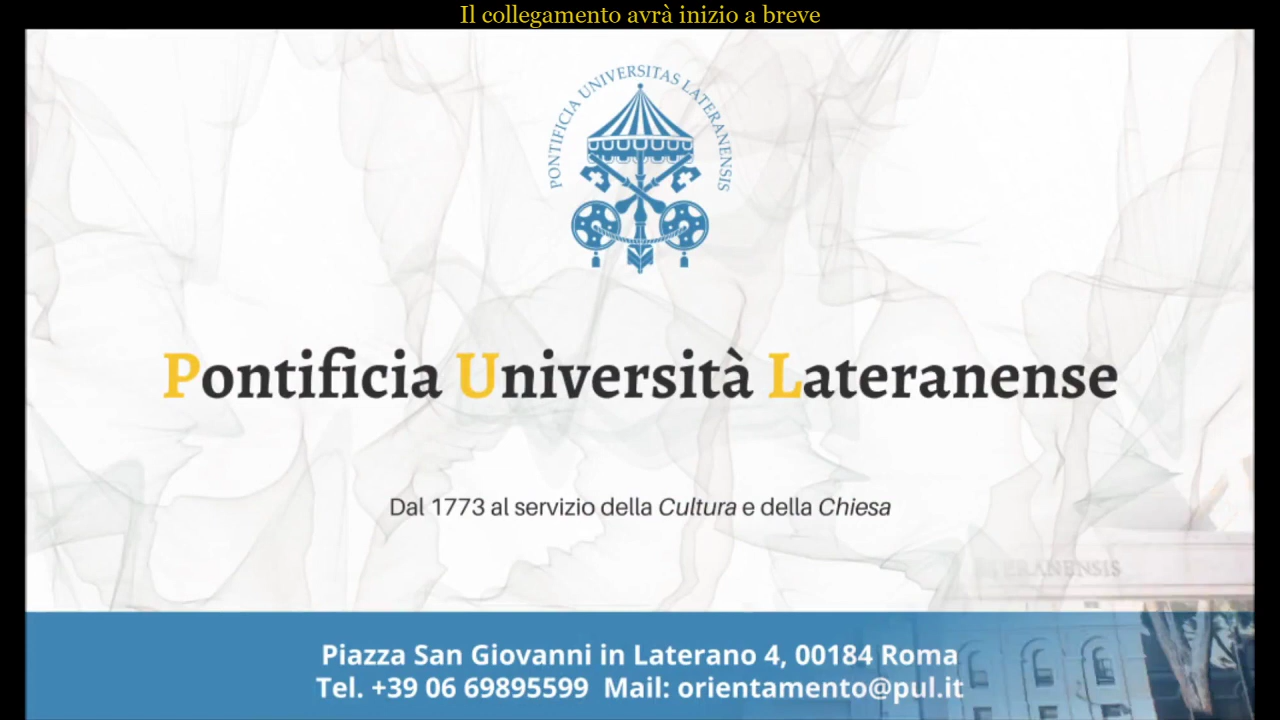 Il collegamento avrà inizio a breve
PONTIFICIA UNIVERSITAS LATERANENSIS
Pontificia Università Lateranense
Dal 1773 al servizio della Cultura e della Chiesa
TERANENSIS
Piazza San Giovanni in Laterano 4, 00184 Roma
Tel. +39 06 69895599 Mail: orientamento@pul.it